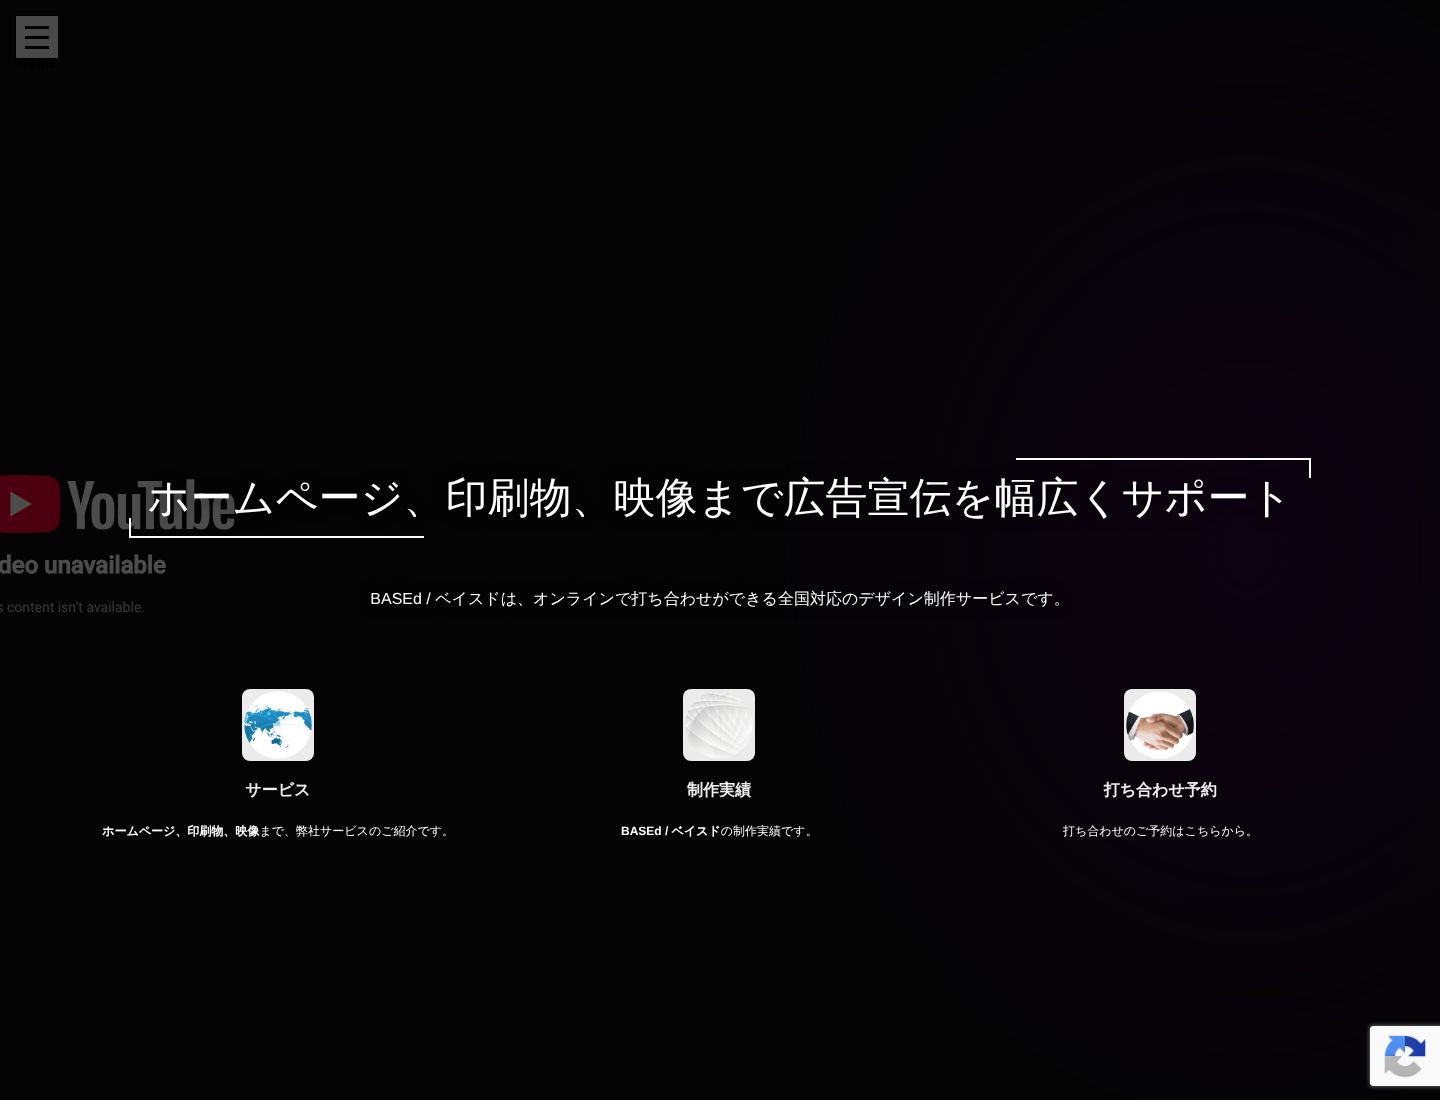 YouTube
ホームページ、印刷物、映像まで広告宣伝を幅広くサポート
unavailable
content isn't available.
BASEd / ベイスドは、オンラインで打ち合わせができる全国対応のデザイン制作サービスです。
サービス
制作実績
打ち合わせ予約
ホームページ、印刷物、映像まで、弊社サービスのご紹介です。
BASEd / ベイスドの制作実績です。
打ち合わせのご予約はこちらから。